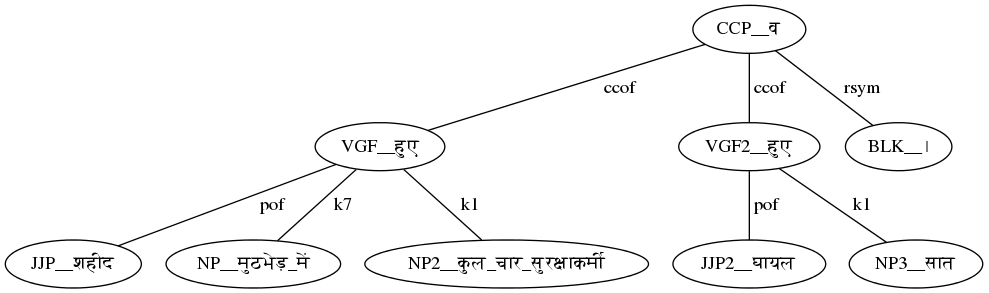 CCP__व
ccof ccof rsym
VGF__हुए VGF2__हुए BLK__।
pof k7 k1 pof k1
JJP__शहीद NP__मुठभेड़_में NP2__कुल_चार_सुरक्षाकर्मी JJP2__घायल NP3__सात